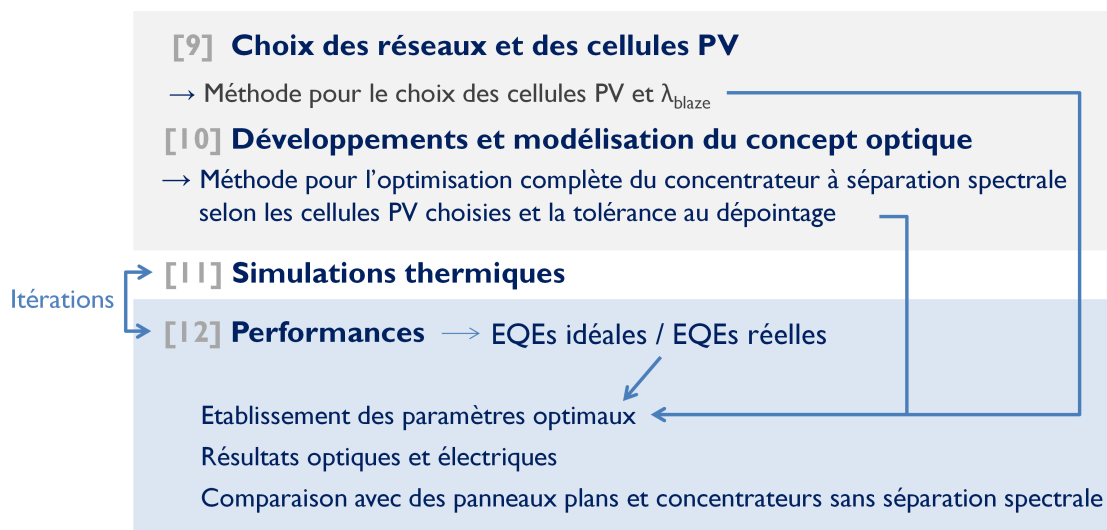 [9] Choix des réseaux et des cellules PV
→ Méthode pour le choix des cellules PV et λblaze
[10] Développements et modélisation du concept optique
→ Méthode pour l’optimisation complète du concentrateur à séparation spectrale
selon les cellules PV choisies et la tolérance au dépointage
[11] Simulations thermiques
Itérations
[12] Performances → EQEs idéales / EQEs réelles
Etablissement des paramètres optimaux
Résultats optiques et électriques
Comparaison avec des panneaux plans et concentrateurs sans séparation spectrale